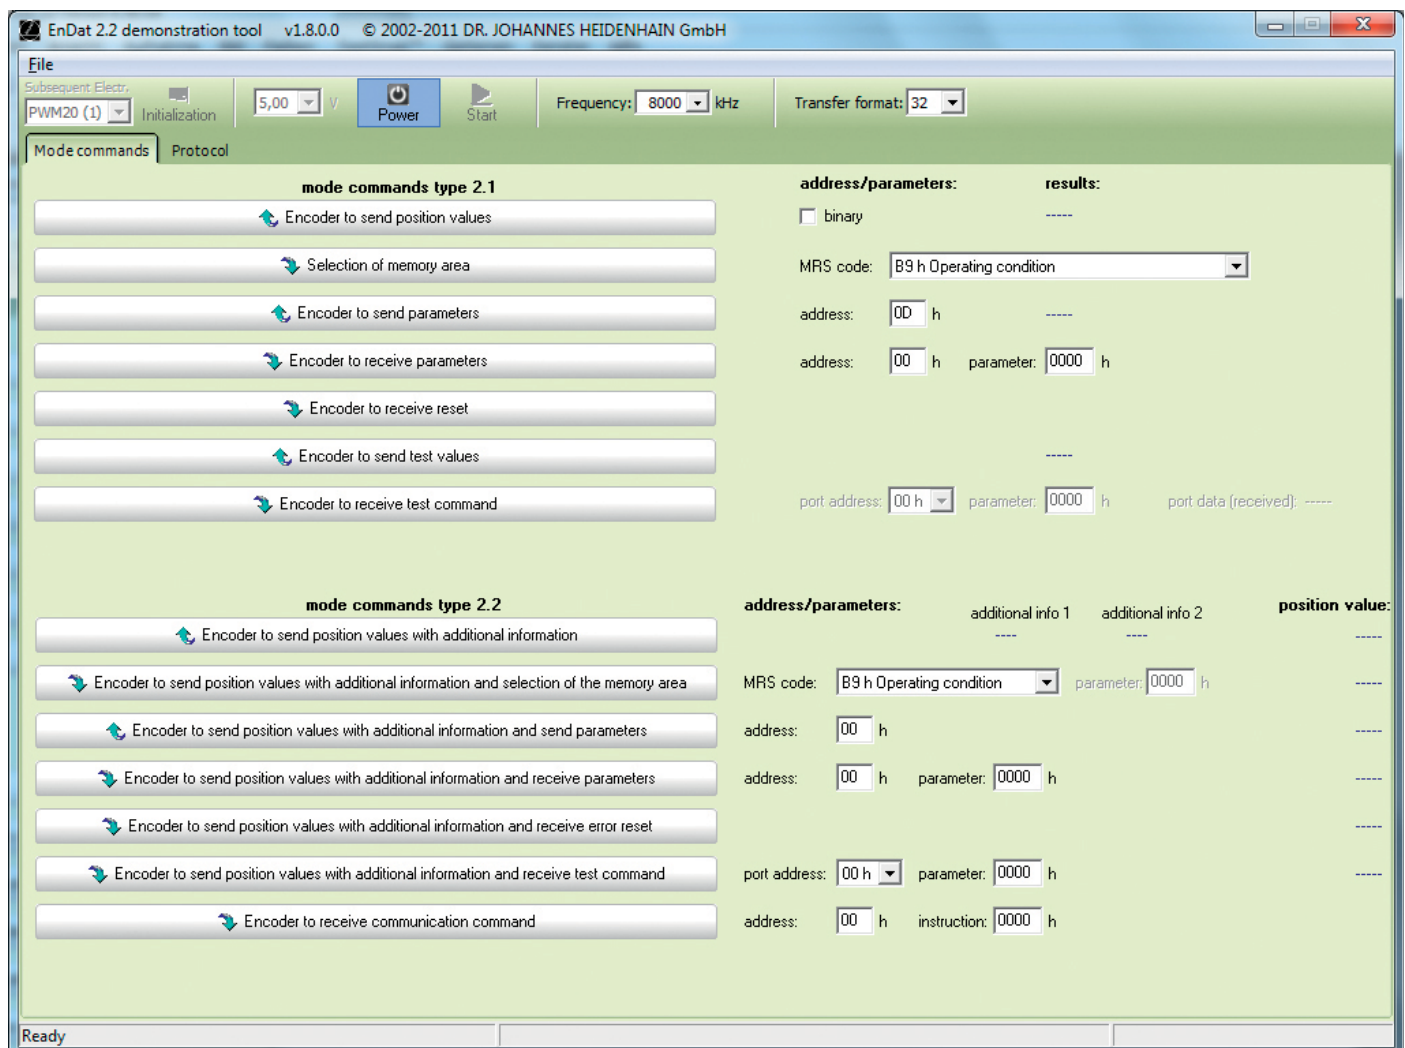 EnDat 2.2 demonstration tool v1.8.0.0 © 2002-2011 DR. JOHANNES HEIDENHAIN GmbH
File
Subsequent Electr.
PWM20 (1) Initialization 5,00 V Power Start Frequency: 8000 kHz Transfer format: 32
Mode commands Protocol
mode commands type 2.1 address/parameters: results:
Encoder to send position values binary -----
Selection of memory area MRS code: B9 h Operating condition
Encoder to send parameters address: 0D h -----
Encoder to receive parameters address: 00 h parameter: 0000 h
Encoder to receive reset
Encoder to send test values -----
Encoder to receive test command port address: 00 h parameter: 0000 h port data (received): -----
mode commands type 2.2 address/parameters: additional info 1 additional info 2 position value:
Encoder to send position values with additional information ---- ---- -----
Encoder to send position values with additional information and selection of the memory area MRS code: B9 h Operating condition parameter: 0000 h -----
Encoder to send position values with additional information and send parameters address: 00 h -----
Encoder to send position values with additional information and receive parameters address: 00 h parameter: 0000 h -----
Encoder to send position values with additional information and receive error reset -----
Encoder to send position values with additional information and receive test command port address: 00 h parameter: 0000 h -----
Encoder to receive communication command address: 00 h instruction: 0000 h
Ready